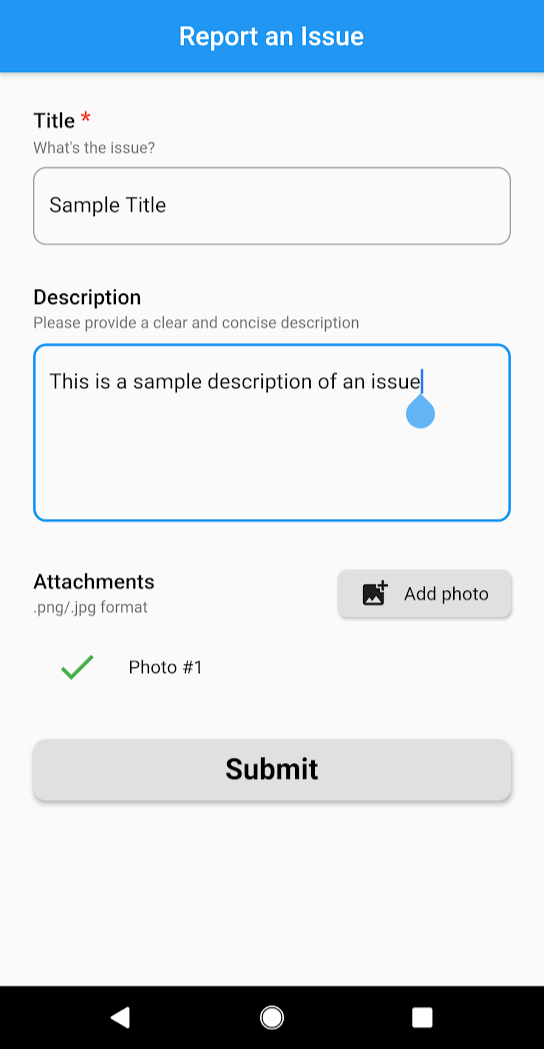 Report an Issue
Title *
What's the issue?
Sample Title
Description
Please provide a clear and concise description
This is a sample description of an issue
Attachments
.png/.jpg format
Add photo
Photo #1
Submit